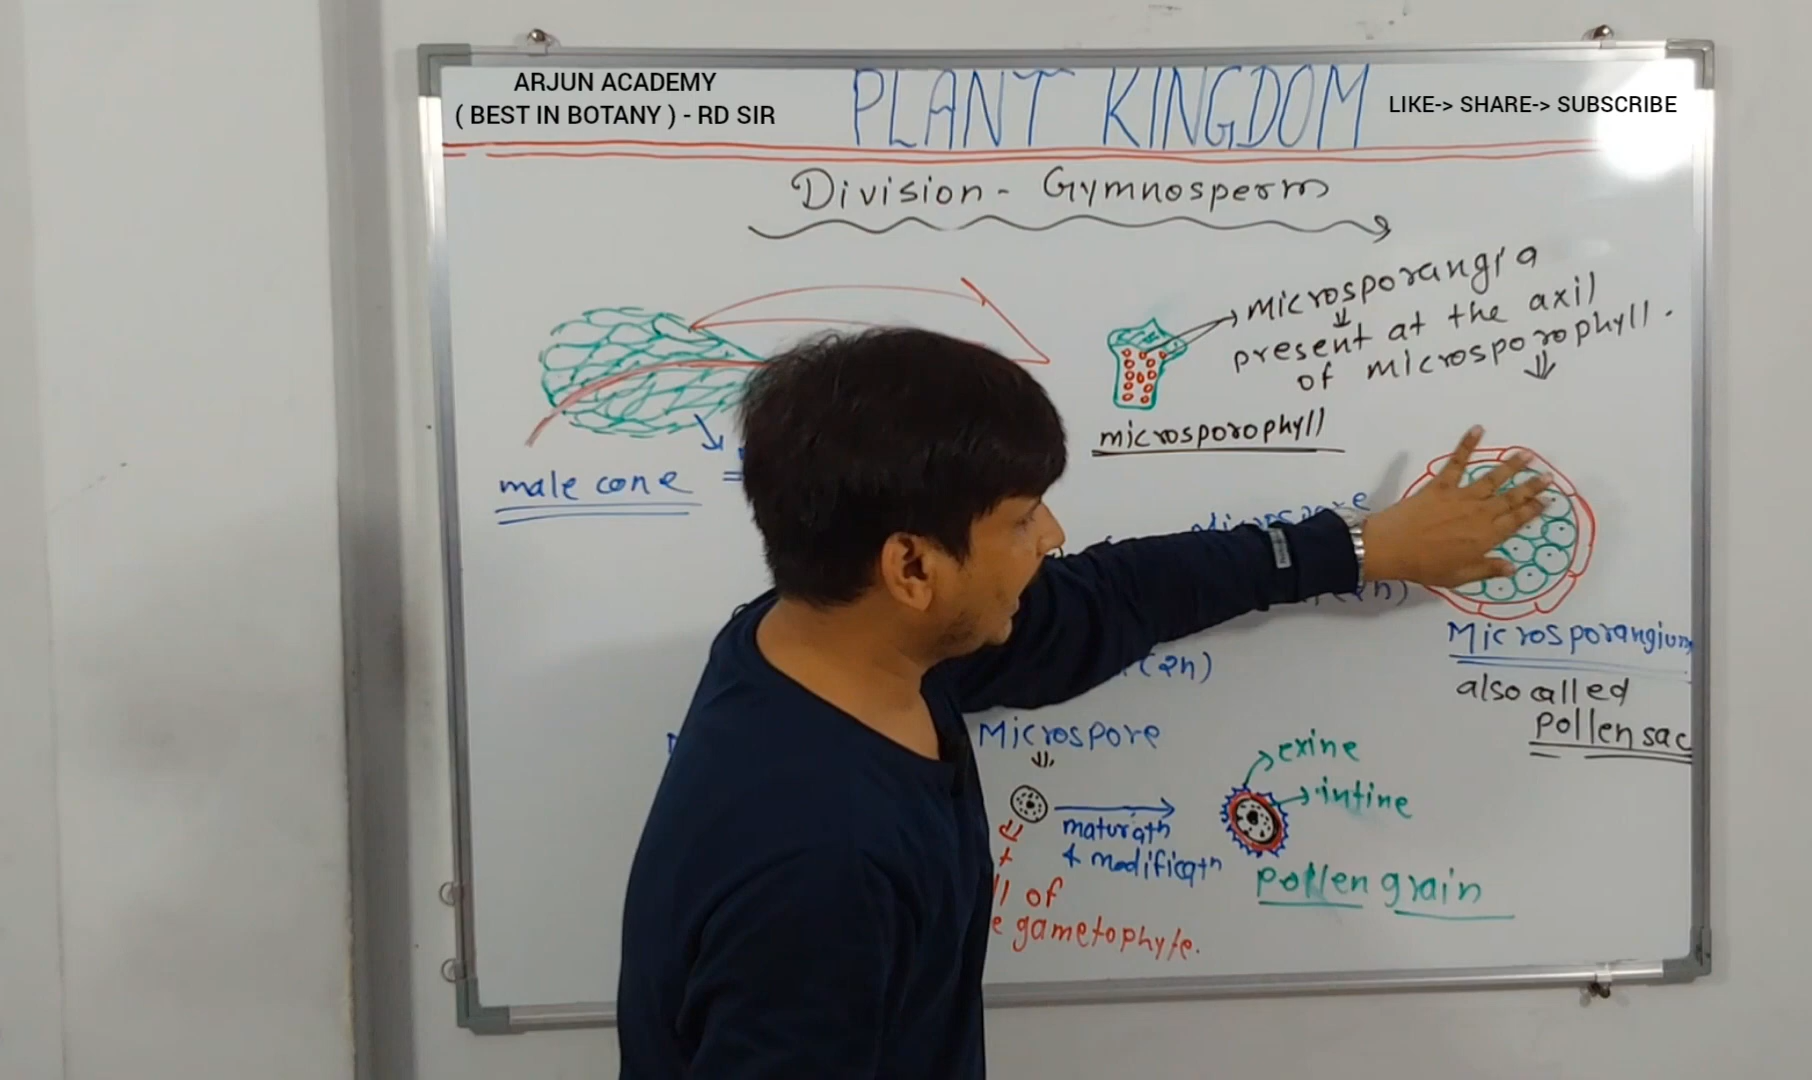 ARJUN ACADEMY
( BEST IN BOTANY ) - RD SIR
PLANT KINGDOM
LIKE-> SHARE-> SUBSCRIBE
Division - Gymnosperm
microsporangia
present at the axil
of microsporophyll.
microsporophyll
male cone
Microsporangium
also called
Pollen sac
(2n)
Microspore
exine
intine
maturatn
& modificatn
Pollen grain
of
gametophyte.